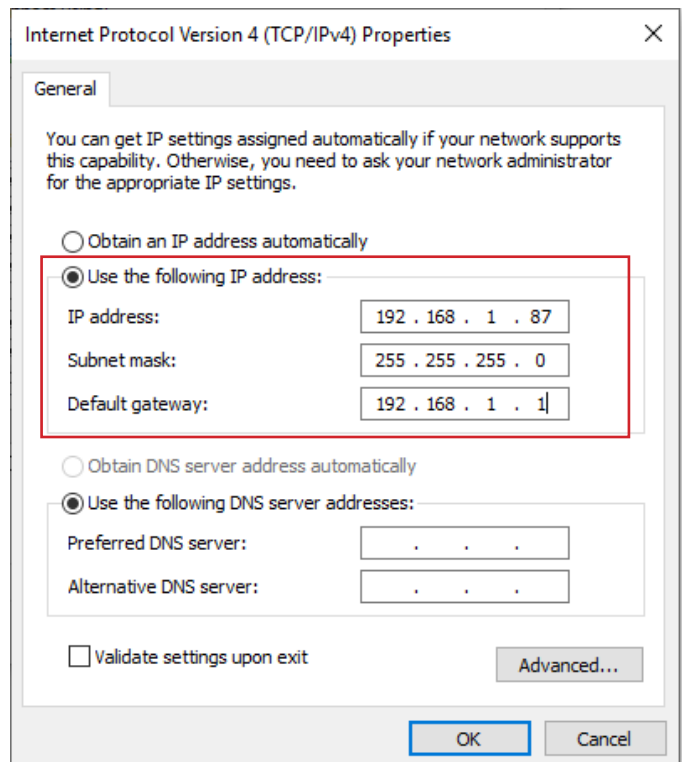 Internet Protocol Version 4 (TCP/IPv4) Properties
General
You can get IP settings assigned automatically if your network supports
this capability. Otherwise, you need to ask your network administrator
for the appropriate IP settings.
Obtain an IP address automatically
Use the following IP address:
IP address: 192 . 168 . 1 . 87
Subnet mask: 255 . 255 . 255 . 0
Default gateway: 192 . 168 . 1 . 1
Obtain DNS server address automatically
Use the following DNS server addresses:
Preferred DNS server: . . .
Alternative DNS server: . . .
Validate settings upon exit
Advanced...
OK Cancel